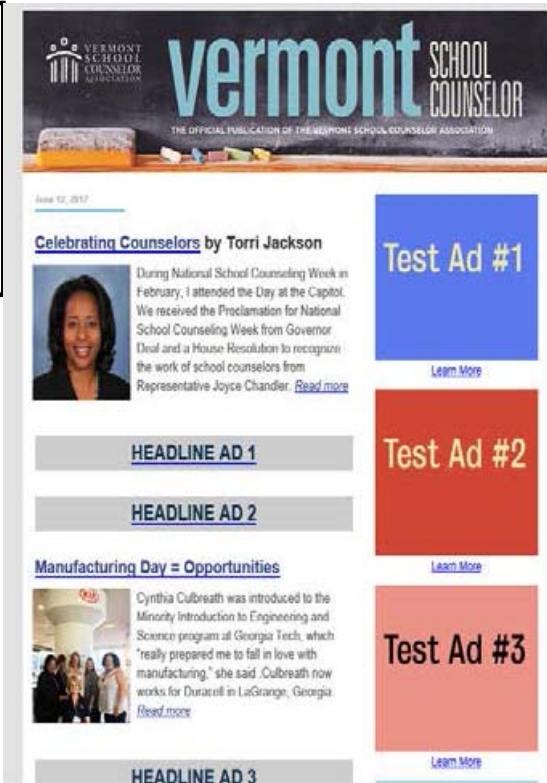 VERMONT
SCHOOL
COUNSELOR
ASSOCIATION
vermont SCHOOL
COUNSELOR
THE OFFICIAL PUBLICATION OF THE VERMONT SCHOOL COUNSELOR ASSOCIATION
June 12, 2017
Celebrating Counselors by Torri Jackson
During National School Counseling Week in
February, I attended the Day at the Capitol.
We received the Proclamation for National
School Counseling Week from Governor
Deal and a House Resolution to recognize
the work of school counselors from
Representative Joyce Chandler. Read more
HEADLINE AD 1
HEADLINE AD 2
Manufacturing Day = Opportunities
Cynthia Culbreath was introduced to the
Minority Introduction to Engineering and
Science program at Georgia Tech, which
"really prepared me to fall in love with
manufacturing," she said .Culbreath now
works for Duracell in LaGrange, Georgia.
Read more
HEADLINE AD 3
Test Ad #1
Learn More
Test Ad #2
Learn More
Test Ad #3
Learn More